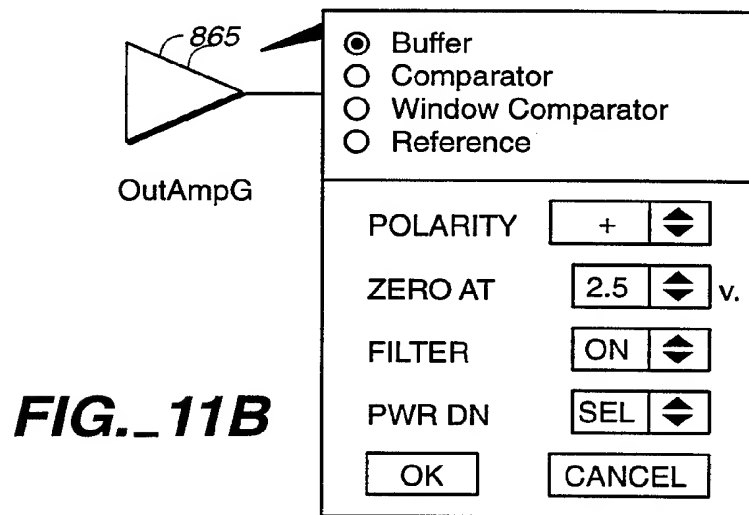 865
Buffer
Comparator
Window Comparator
Reference
OutAmpG
POLARITY +
ZERO AT 2.5 v.
FILTER ON
PWR DN SEL
OK CANCEL
FIG._11B